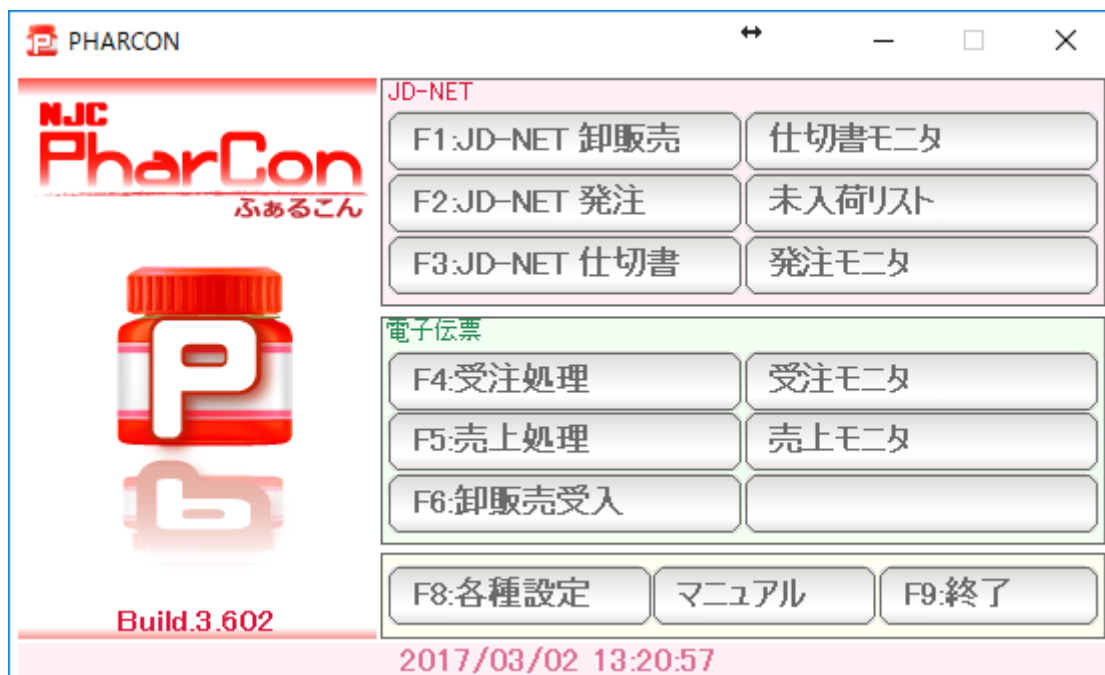 PHARCON
NJC
PharCon
ふぁるこん
Build.3.602
JD-NET
F1:JD-NET 卸販売
仕切書モニタ
F2:JD-NET 発注
未入荷リスト
F3:JD-NET 仕切書
発注モニタ
電子伝票
F4:受注処理
受注モニタ
F5:売上処理
売上モニタ
F6:卸販売受入
F8:各種設定
マニュアル
F9:終了
2017/03/02 13:20:57